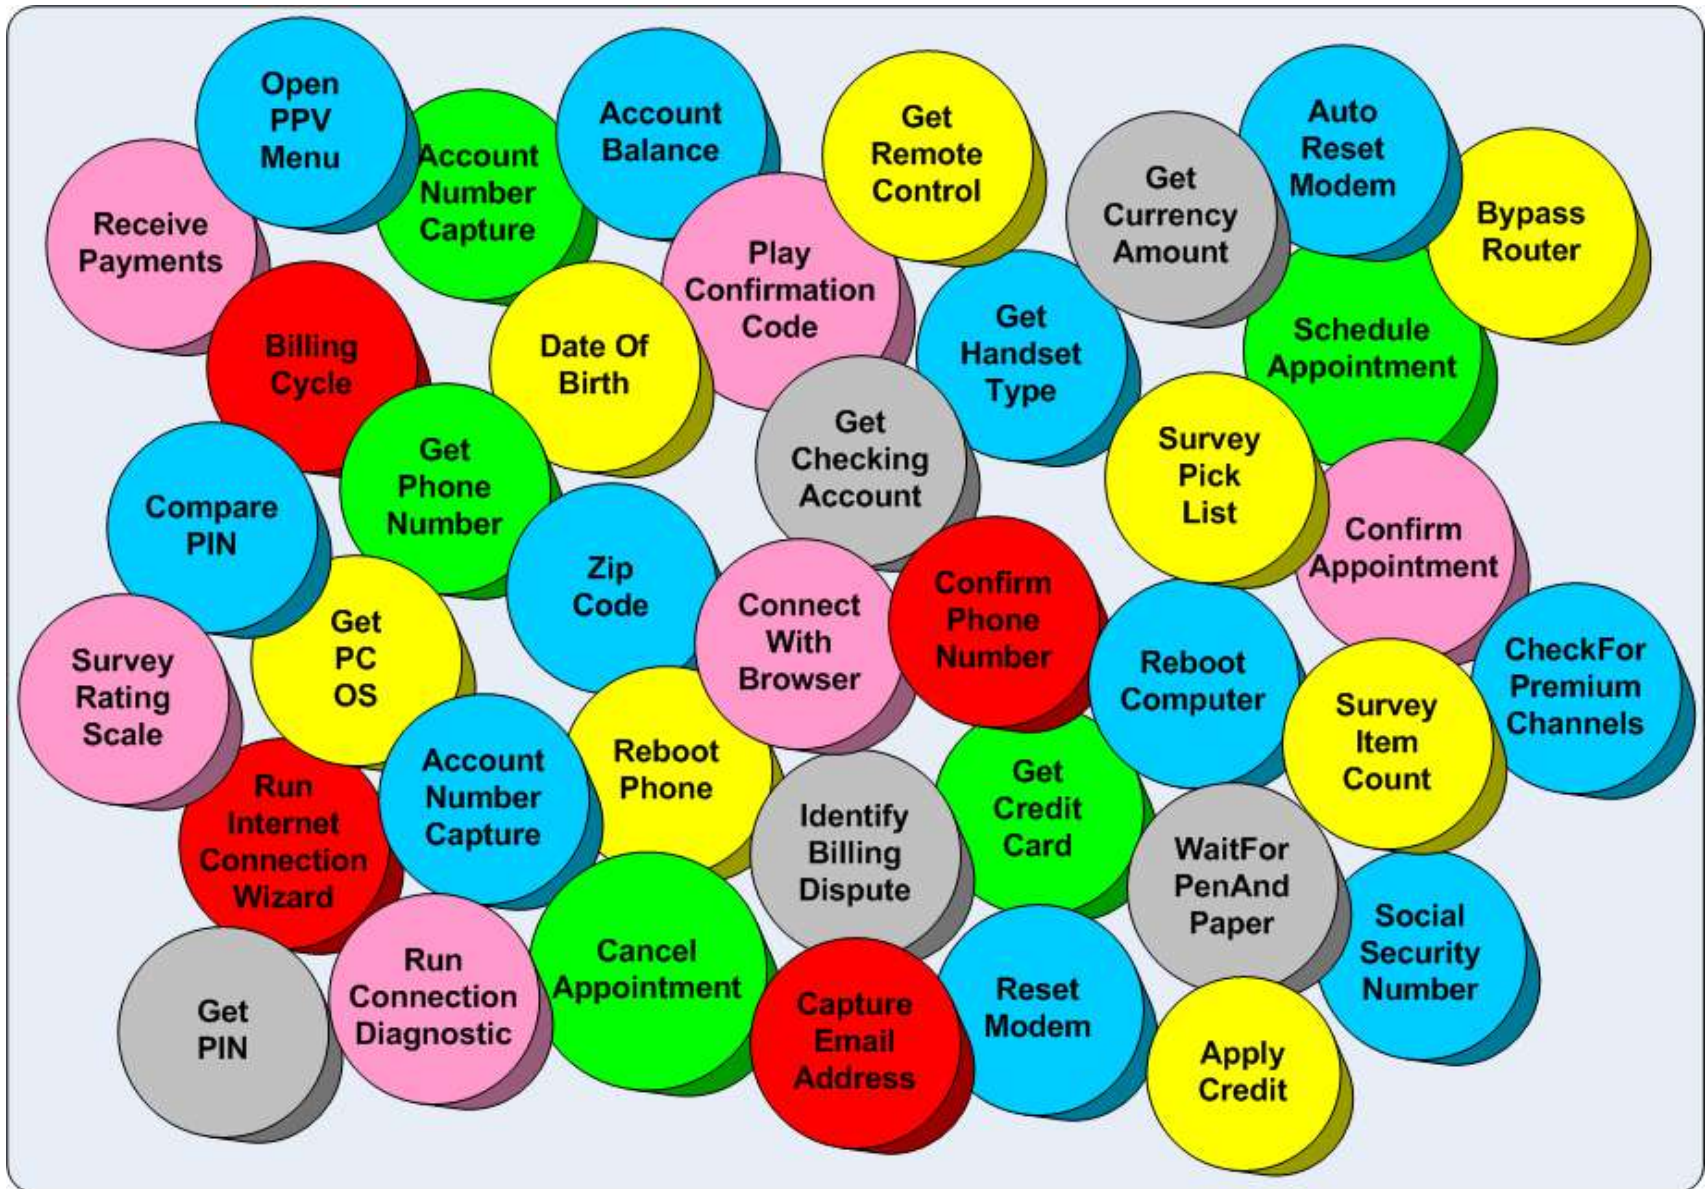 Open
PPV
Menu
Account
Number
Capture
Account
Balance
Get
Remote
Control
Get
Currency
Amount
Auto
Reset
Modem
Bypass
Router
Receive
Payments
Billing
Cycle
Date Of
Birth
Play
Confirmation
Code
Get
Handset
Type
Schedule
Appointment
Compare
PIN
Get
Phone
Number
Get
Checking
Account
Survey
Pick
List
Confirm
Appointment
Zip
Code
Connect
With
Browser
Confirm
Phone
Number
Reboot
Computer
CheckFor
Premium
Channels
Survey
Rating
Scale
Get
PC
OS
Survey
Item
Count
Run
Internet
Connection
Wizard
Account
Number
Capture
Reboot
Phone
Identify
Billing
Dispute
Get
Credit
Card
WaitFor
PenAnd
Paper
Social
Security
Number
Get
PIN
Run
Connection
Diagnostic
Cancel
Appointment
Capture
Email
Address
Reset
Modem
Apply
Credit